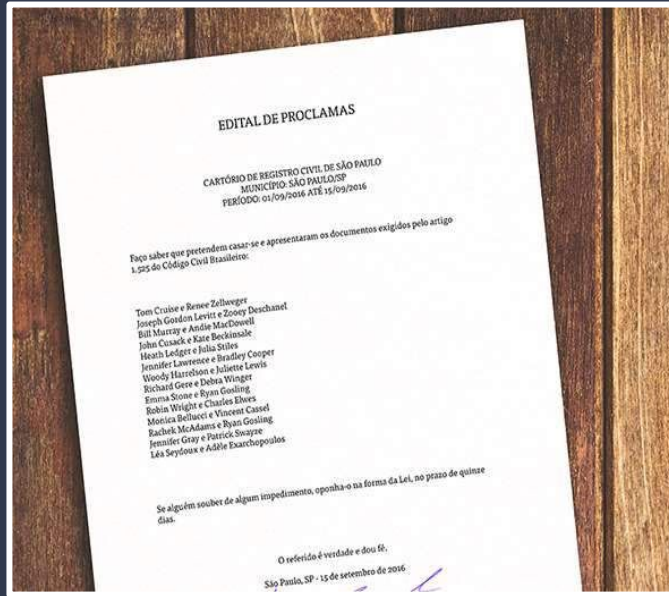 EDITAL DE PROCLAMAS
CARTÓRIO DE REGISTRO CIVIL DE SÃO PAULO
MUNICÍPIO: SÃO PAULO/SP
PERÍODO: 01/09/2016 ATÉ 15/09/2016
Faço saber que pretendem casar-se e apresentaram os documentos exigidos pelo artigo
1.525 do Código Civil Brasileiro:
Tom Cruise e Renee Zellweger
Joseph Gordon Levitt e Zooey Deschanel
Bill Murray e Andie MacDowell
John Cusack e Kate Beckinsale
Heath Ledger e Julia Stiles
Jennifer Lawrence e Bradley Cooper
Woody Harrelson e Juliette Lewis
Richard Gere e Debra Winger
Emma Stone e Ryan Gosling
Robin Wright e Charles Elwes
Monica Bellucci e Vincent Cassel
Rachek McAdams e Ryan Gosling
Jennifer Gray e Patrick Swayze
Léa Seydoux e Adèle Exarchopoulos
Se alguém souber de algum impedimento, oponha-o na forma da Lei, no prazo de quinze
dias.
O referido é verdade e dou fé,
São Paulo, SP - 15 de setembro de 2016